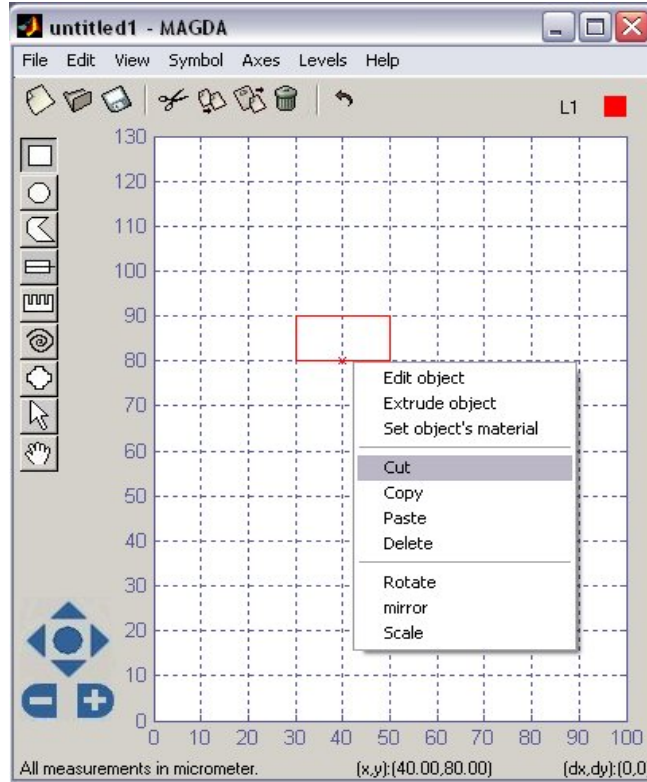 untitled1 - MAGDA
File Edit View Symbol Axes Levels Help
L1
130
120
110
100
90
80
70
60
50
40
30
20
10
0
Edit object
Extrude object
Set object's material
Cut
Copy
Paste
Delete
Rotate
mirror
Scale
0 10 20 30 40 50 60 70 80 90 100
All measurements in micrometer. (x,y):(40.00,80.00) (dx,dy):(0,0